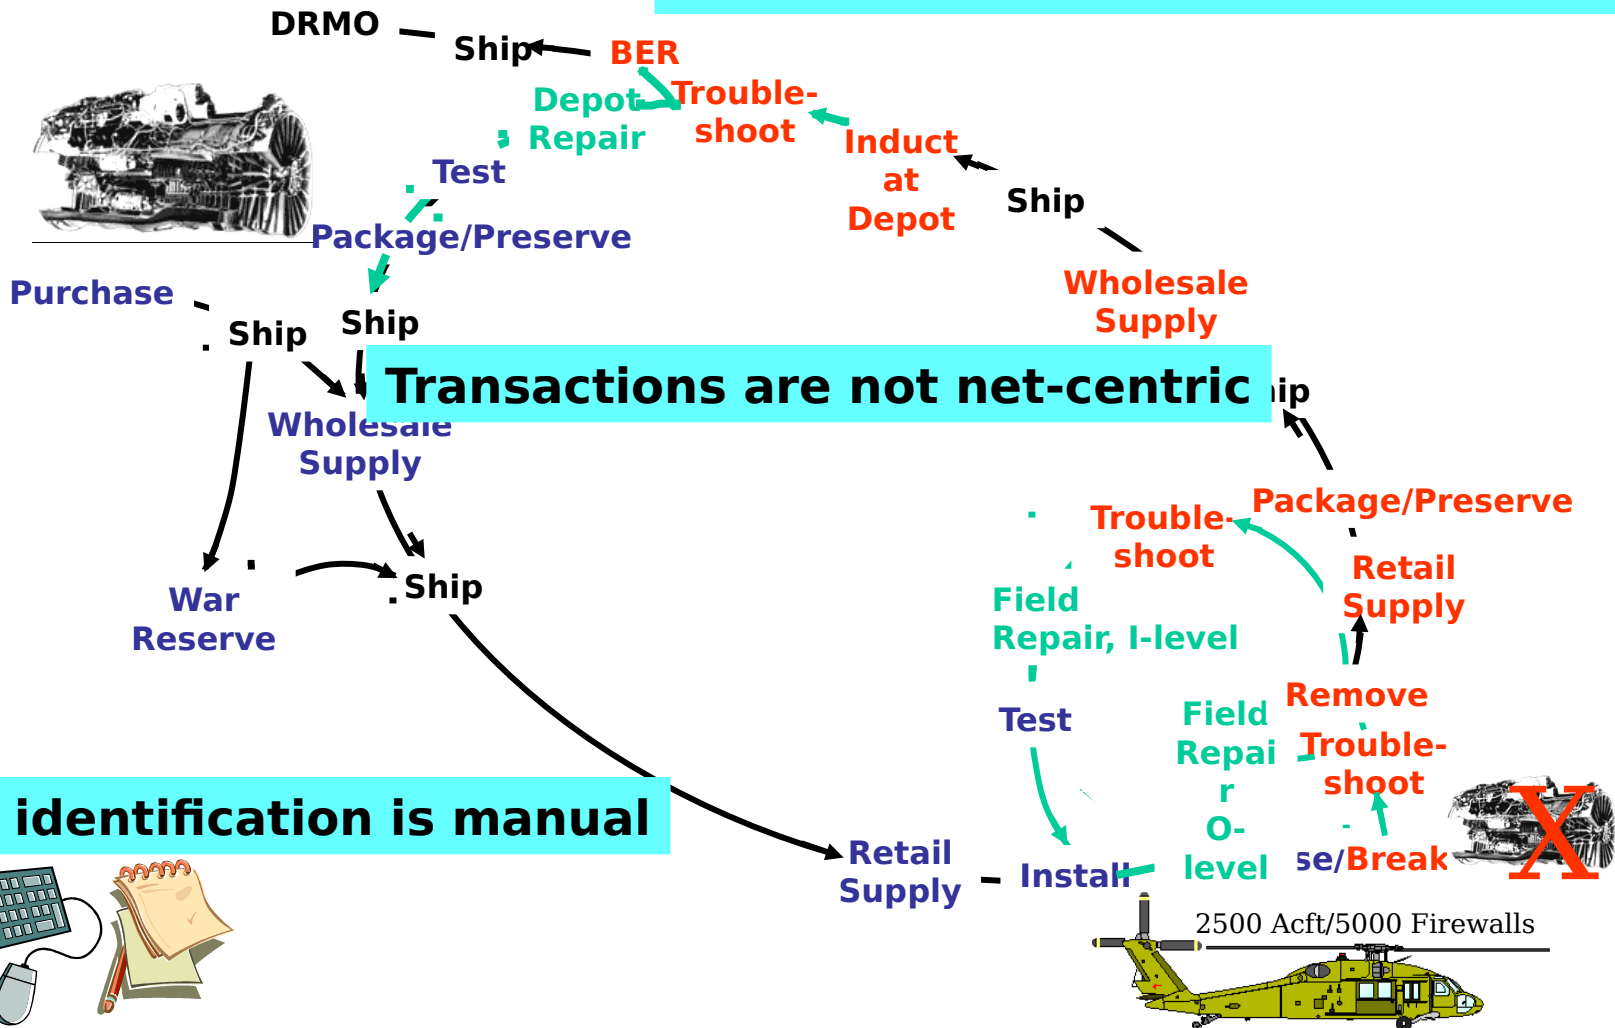 DRMO
Ship
BER
Depot
Repair
Trouble-
shoot
Induct
at
Depot
Ship
Test
Package/Preserve
Wholesale
Supply
Purchase
Ship
Ship
Transactions are not net-centric
Wholesale
Supply
Package/Preserve
Trouble-
shoot
Retail
Supply
War
Reserve
Ship
Field
Repair, I-level
Remove
Test
Field
Repai
r
O-
level
Trouble-
shoot
identification is manual
X
Retail
Supply
Install
se/Break
2500 Acft/5000 Firewalls